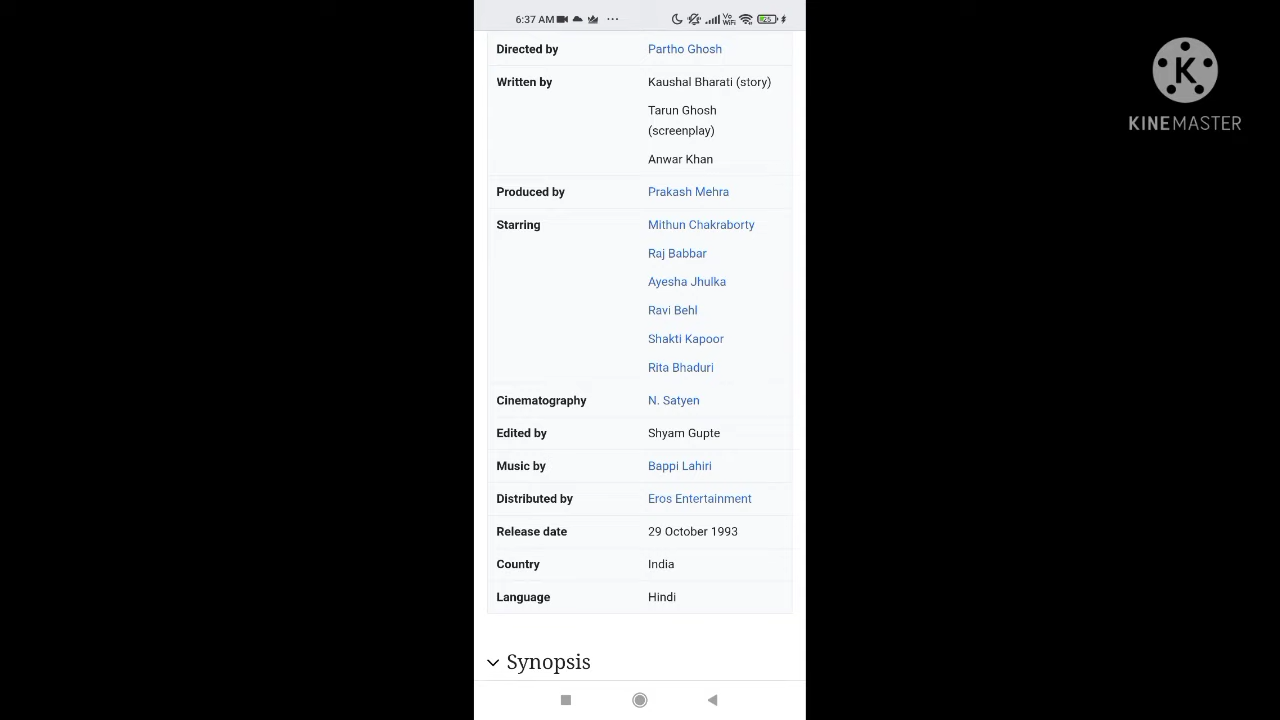 6:37 AM
Vo
WiFi
25
Directed by Partho Ghosh
Written by Kaushal Bharati (story)
Tarun Ghosh
(screenplay)
Anwar Khan
Produced by Prakash Mehra
Starring Mithun Chakraborty
Raj Babbar
Ayesha Jhulka
Ravi Behl
Shakti Kapoor
Rita Bhaduri
Cinematography N. Satyen
Edited by Shyam Gupte
Music by Bappi Lahiri
Distributed by Eros Entertainment
Release date 29 October 1993
Country India
Language Hindi
Synopsis
K
KINEMASTER